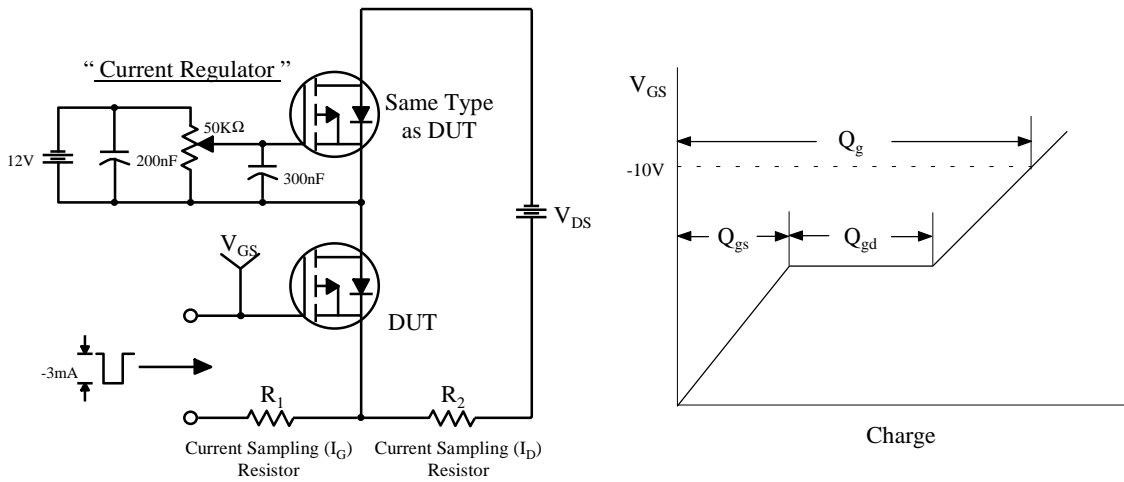 “ Current Regulator ”
50KΩ
12V
200nF
300nF
Same Type
as DUT
V_DS
V_GS
DUT
-3mA
R_1
R_2
Current Sampling (I_G)
Resistor
Current Sampling (I_D)
Resistor
V_GS
Q_g
-10V
Q_gs
Q_gd
Charge